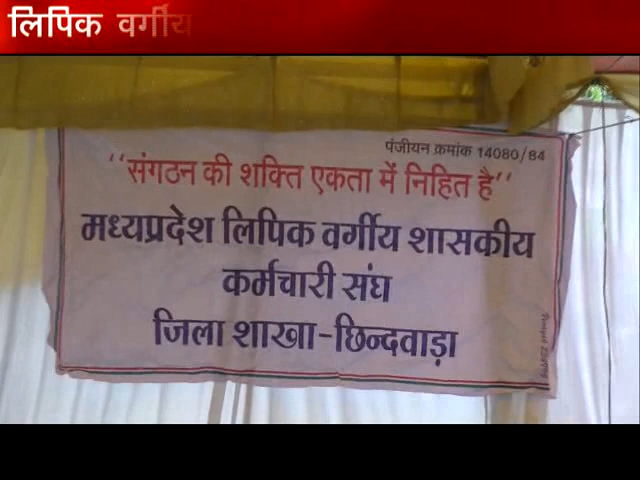 लिपिक वर्गीय
पंजीयन क्रमांक 14080/84
"संगठन की शक्ति एकता में निहित है"
मध्यप्रदेश लिपिक वर्गीय शासकीय
कर्मचारी संघ
जिला शाखा-छिन्दवाड़ा